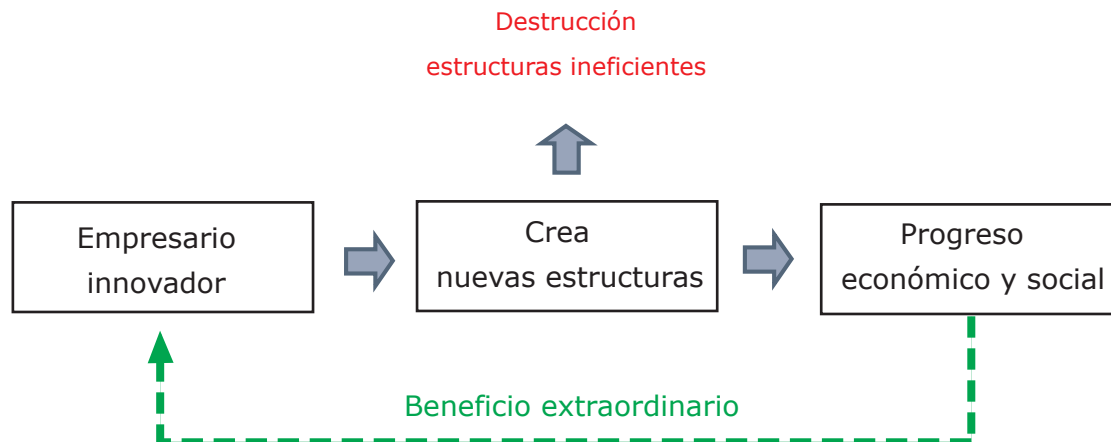 Destrucción
estructuras ineficientes
Empresario
innovador
Crea
nuevas estructuras
Progreso
económico y social
Beneficio extraordinario